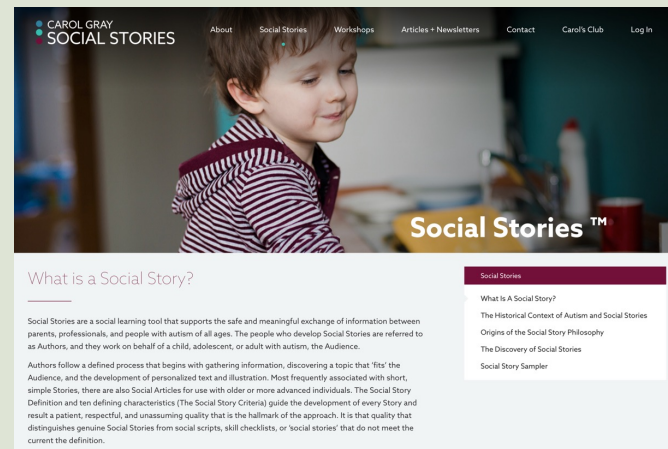 CAROL GRAY
SOCIAL STORIES
About Social Stories Workshops Articles + Newsletters Contact Carol's Club Log In
Social Stories ™
What is a Social Story?
Social Stories are a social learning tool that supports the safe and meaningful exchange of information between
parents, professionals, and people with autism of all ages. The people who develop Social Stories are referred to
as Authors, and they work on behalf of a child, adolescent, or adult with autism, the Audience.
Authors follow a defined process that begins with gathering information, discovering a topic that 'fits' the
Audience, and the development of personalized text and illustration. Most frequently associated with short,
simple Stories, there are also Social Articles for use with older or more advanced individuals. The Social Story
Definition and ten defining characteristics (The Social Story Criteria) guide the development of every Story and
result a patient, respectful, and unassuming quality that is the hallmark of the approach. It is that quality that
distinguishes genuine Social Stories from social scripts, skill checklists, or 'social stories' that do not meet the
current the definition.
Social Stories
What Is A Social Story?
The Historical Context of Autism and Social Stories
Origins of the Social Story Philosophy
The Discovery of Social Stories
Social Story Sampler